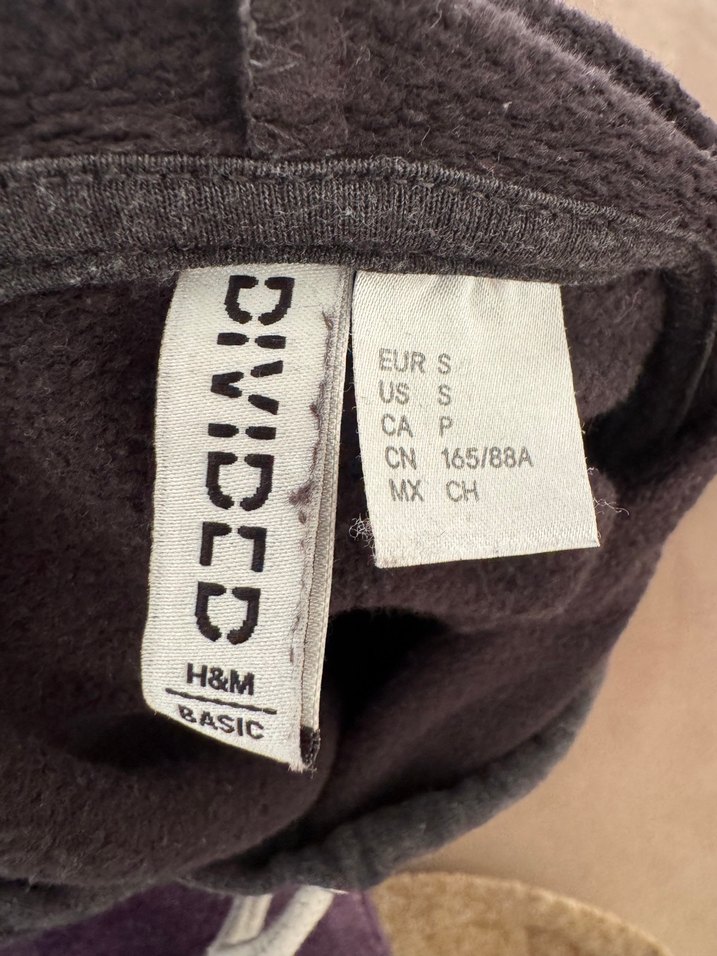 DIVIDED
H&M
BASIC
EUR S
US S
CA P
CN 165/88A
MX CH